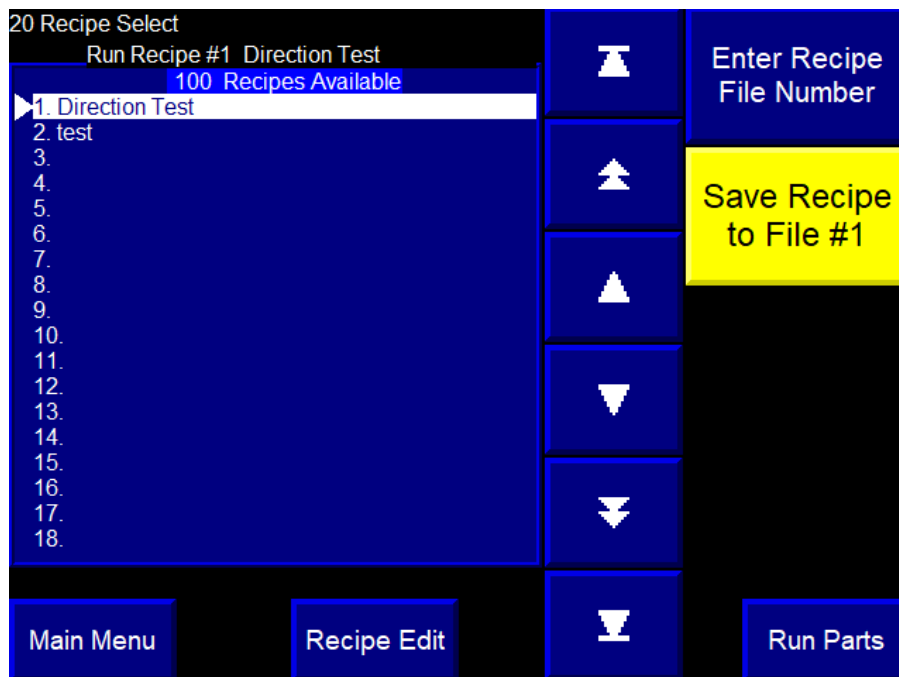 20 Recipe Select
Run Recipe #1 Direction Test
100 Recipes Available
1. Direction Test
2. test
3.
4.
5.
6.
7.
8.
9.
10.
11.
12.
13.
14.
15.
16.
17.
18.
Enter Recipe
File Number
Save Recipe
to File #1
Main Menu
Recipe Edit
Run Parts